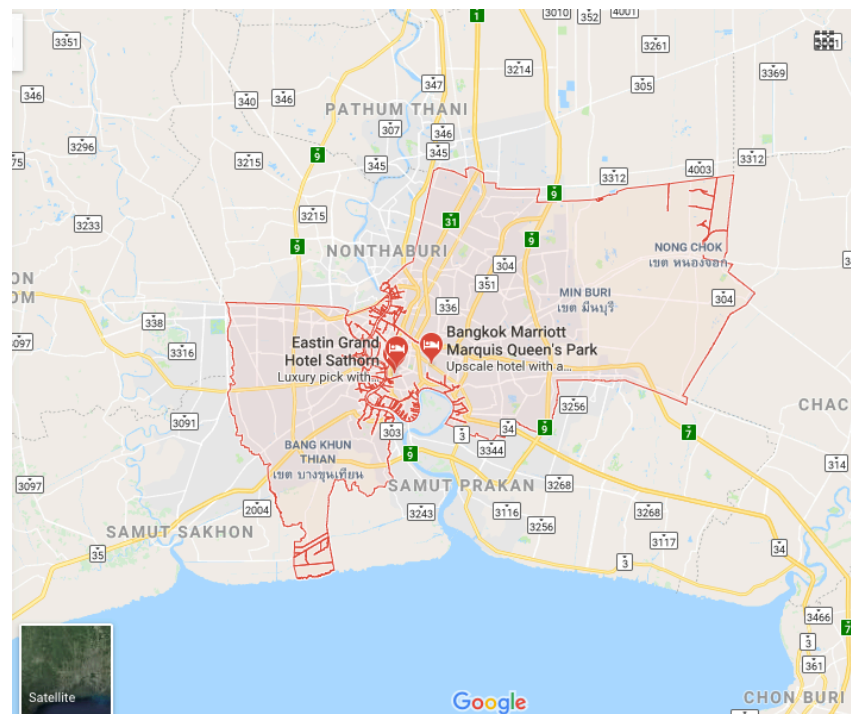 1
3010
352
4001
3351
3261
3214
3369
347
346
340
346
305
PATHUM THANI
307
346
3296
345
3215
9
345
3312
4003
3312
3312
9
3215
31
3233
9
NONTHABURI
9
NONG CHOK
เขต หนองจอก
304
351
MIN BURI
เขต มีนบุรี
304
336
338
3097
3316
Eastin Grand
Hotel Sathorn
Luxury pick with...
Bangkok Marriott
Marquis Queen's Park
Upscale hotel with a...
3256
CHAC
3091
303
3
34
9
7
BANG KHUN
THIAN
เขต บางขุนเทียน
9
3344
314
3097
SAMUT PRAKAN
3268
2004
3243
3116
3268
SAMUT SAKHON
3256
3117
35
34
3
3466
7
3
361
Satellite
Google
CHON BURI